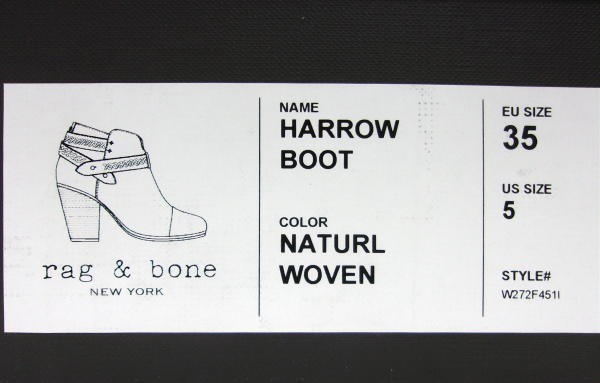 rag & bone
NEW YORK
NAME
HARROW
BOOT
COLOR
NATURL
WOVEN
EU SIZE
35
US SIZE
5
STYLE#
W272F451I